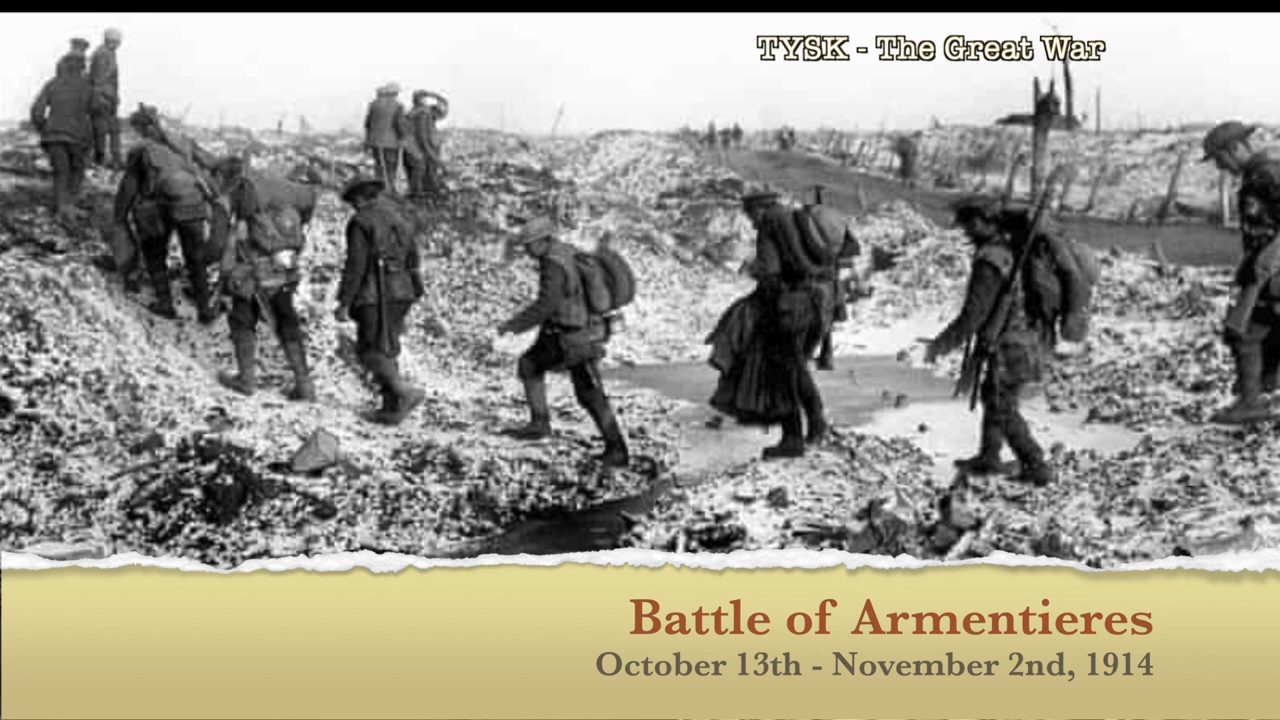 TYSK - The Great War
Battle of Armentieres
October 13th - November 2nd, 1914